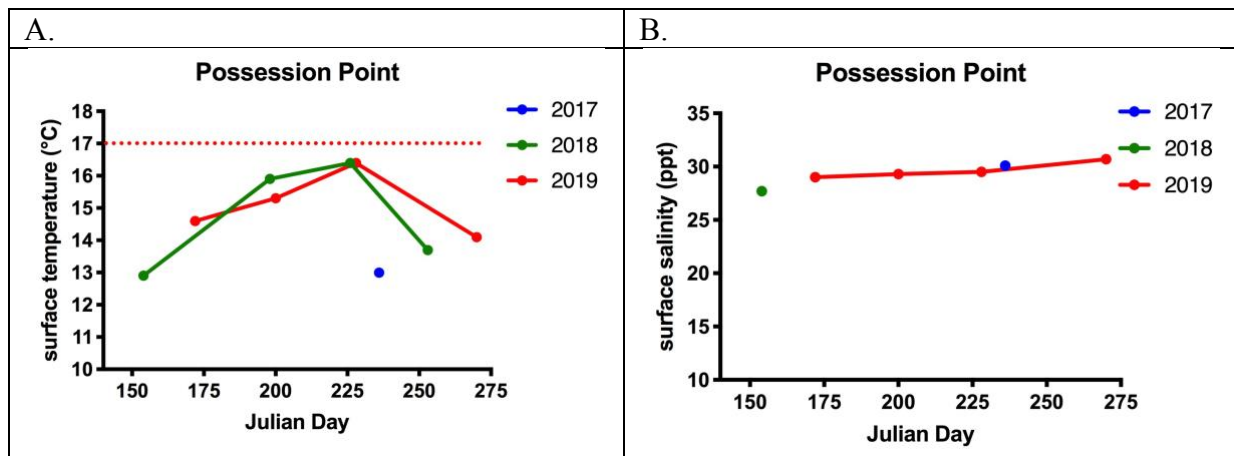 A.
Possession Point
surface temperature (°C)
18
17
16
15
14
13
12
11
10
150 175 200 225 250 275
Julian Day
2017
2018
2019
B.
Possession Point
surface salinity (ppt)
35
30
25
20
15
10
150 175 200 225 250 275
Julian Day
2017
2018
2019